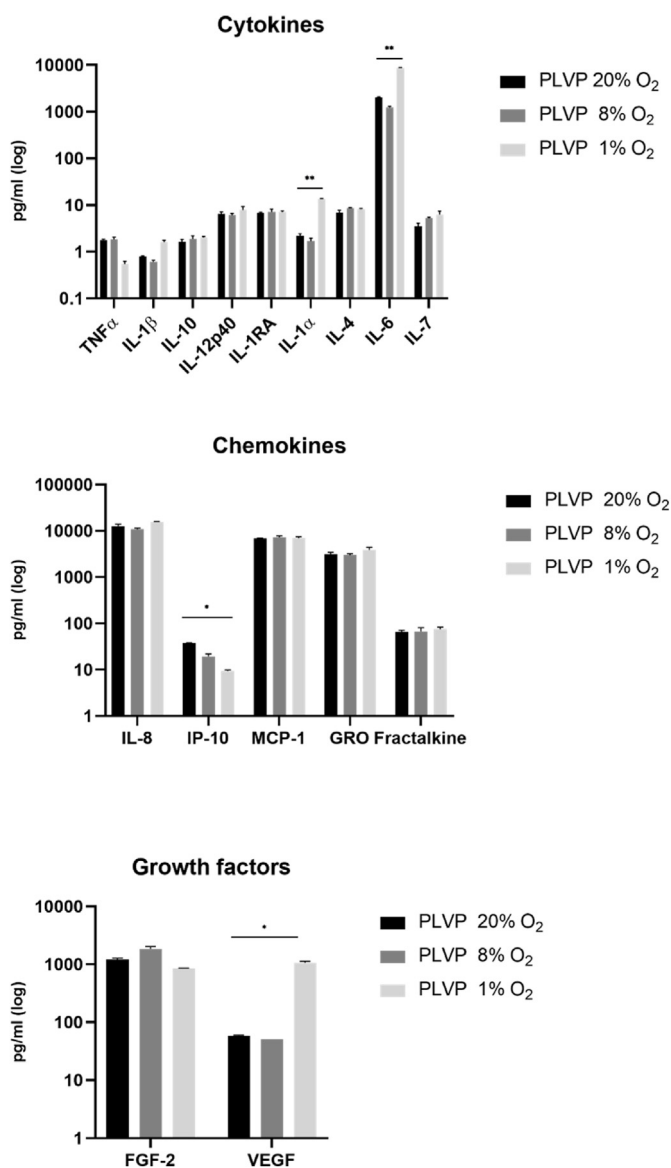 Cytokines
**
10000
1000
100
10
1
0.1
pg/ml (log)
**
TNFα
IL-1β
IL-10
IL-12p40
IL-1RA
IL-1α
IL-4
IL-6
IL-7
PLVP 20% O₂
PLVP 8% O₂
PLVP 1% O₂
Chemokines
100000
10000
1000
100
10
1
pg/ml (log)
*
IL-8 IP-10 MCP-1 GRO Fractalkine
PLVP 20% O₂
PLVP 8% O₂
PLVP 1% O₂
Growth factors
10000
1000
100
10
1
pg/ml (log)
*
FGF-2 VEGF
PLVP 20% O₂
PLVP 8% O₂
PLVP 1% O₂